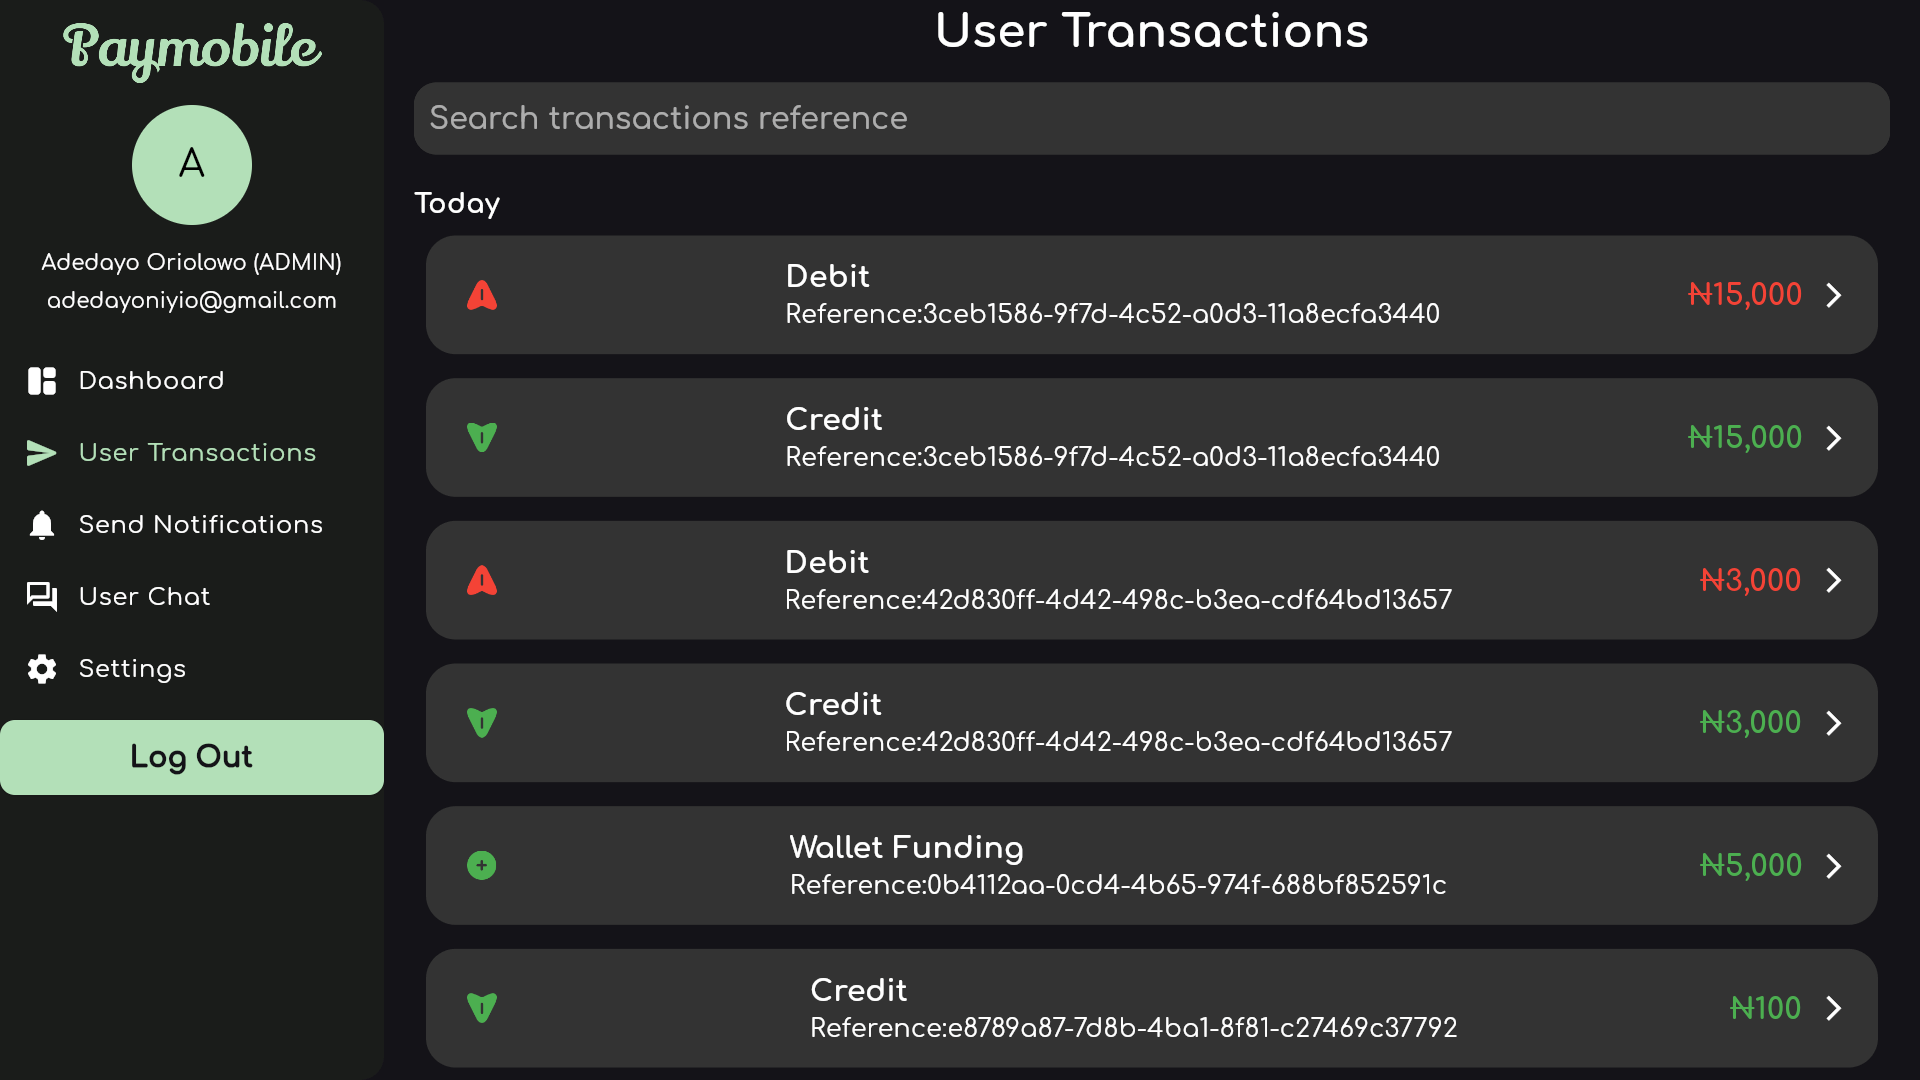 Paymobile
A
Adedayo Oriolowo (ADMIN)
adedayoniyio@gmail.com
Dashboard
User Transactions
Send Notifications
User Chat
Settings
Log Out
User Transactions
Search transactions reference
Today
Debit
Reference:3ceb1586-9f7d-4c52-a0d3-11a8ecfa3440
₦15,000
Credit
Reference:3ceb1586-9f7d-4c52-a0d3-11a8ecfa3440
₦15,000
Debit
Reference:42d830ff-4d42-498c-b3ea-cdf64bd13657
₦3,000
Credit
Reference:42d830ff-4d42-498c-b3ea-cdf64bd13657
₦3,000
Wallet Funding
Reference:0b4112aa-0cd4-4b65-974f-688bf852591c
₦5,000
Credit
Reference:e8789a87-7d8b-4ba1-8f81-c27469c37792
₦100